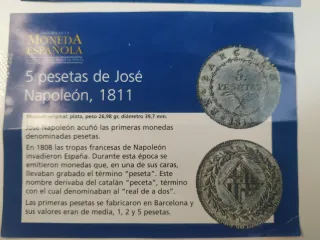 MONEDA
ESPAÑOLA
5 pesetas de José
Napoleón, 1811
Moneda original: plata, peso 26,98 gr, diámetro 39,7 mm.
José Napoleón acuñó las primeras monedas
denominadas pesetas.
En 1808 las tropas francesas de Napoleón
invadieron España. Durante esta época se
emitieron monedas que, en una de sus caras,
llevaban grabado el término "peseta". Este
nombre derivaba del catalán "peceta", término
con el cual denominaban al "real de a dos".
Las primeras pesetas se fabricaron en Barcelona y
sus valores eran de media, 1, 2 y 5 pesetas.
5
PESETAS